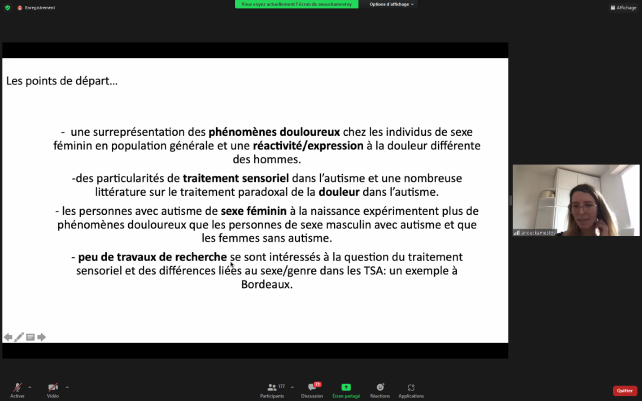 Enregistrement
Vous voyez actuellement l'écran de anouckamestoy
Options d'affichage
Affichage
Les points de départ...
- une surreprésentation des phénomènes douloureux chez les individus de sexe
féminin en population générale et une réactivité/expression à la douleur différente
des hommes.
-des particularités de traitement sensoriel dans l'autisme et une nombreuse
littérature sur le traitement paradoxal de la douleur dans l'autisme.
- les personnes avec autisme de sexe féminin à la naissance expérimentent plus de
phénomènes douloureux que les personnes de sexe masculin avec autisme et que
les femmes sans autisme.
- peu de travaux de recherche se sont intéressés à la question du traitement
sensoriel et des différences liées au sexe/genre dans les TSA: un exemple à
Bordeaux.
anouckamestoy
Activer
Vidéo
177
Participants
Discussion
Écran partagé
Réactions
Applications
Quitter